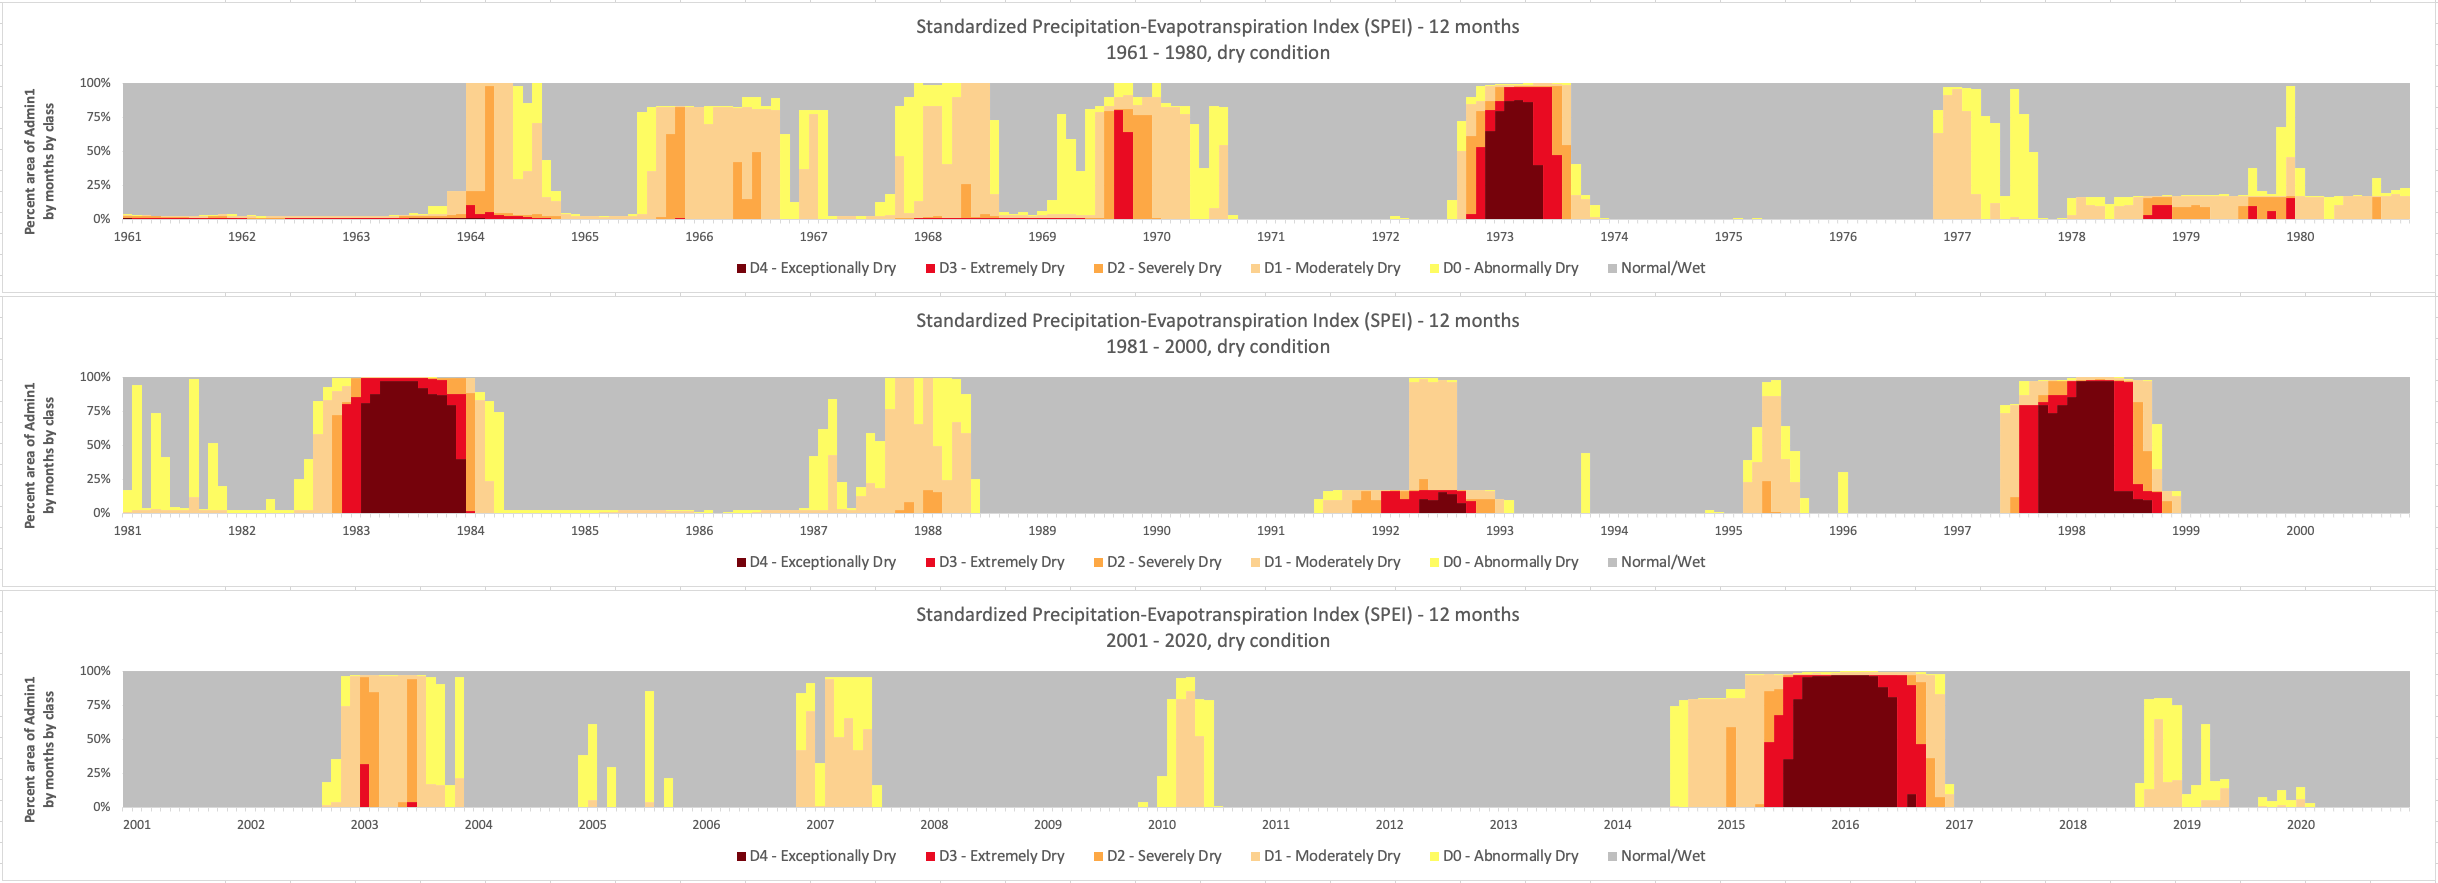 Standardized Precipitation-Evapotranspiration Index (SPEI) - 12 months
1961 - 1980, dry condition
Percent area of Admin1
by months by class
100%
75%
50%
25%
0%
1961 1962 1963 1964 1965 1966 1967 1968 1969 1970 1971 1972 1973 1974 1975 1976 1977 1978 1979 1980
D4 - Exceptionally Dry D3 - Extremely Dry D2 - Severely Dry D1 - Moderately Dry D0 - Abnormally Dry Normal/Wet
Standardized Precipitation-Evapotranspiration Index (SPEI) - 12 months
1981 - 2000, dry condition
Percent area of Admin1
by months by class
100%
75%
50%
25%
0%
1981 1982 1983 1984 1985 1986 1987 1988 1989 1990 1991 1992 1993 1994 1995 1996 1997 1998 1999 2000
D4 - Exceptionally Dry D3 - Extremely Dry D2 - Severely Dry D1 - Moderately Dry D0 - Abnormally Dry Normal/Wet
Standardized Precipitation-Evapotranspiration Index (SPEI) - 12 months
2001 - 2020, dry condition
Percent area of Admin1
by months by class
100%
75%
50%
25%
0%
2001 2002 2003 2004 2005 2006 2007 2008 2009 2010 2011 2012 2013 2014 2015 2016 2017 2018 2019 2020
D4 - Exceptionally Dry D3 - Extremely Dry D2 - Severely Dry D1 - Moderately Dry D0 - Abnormally Dry Normal/Wet